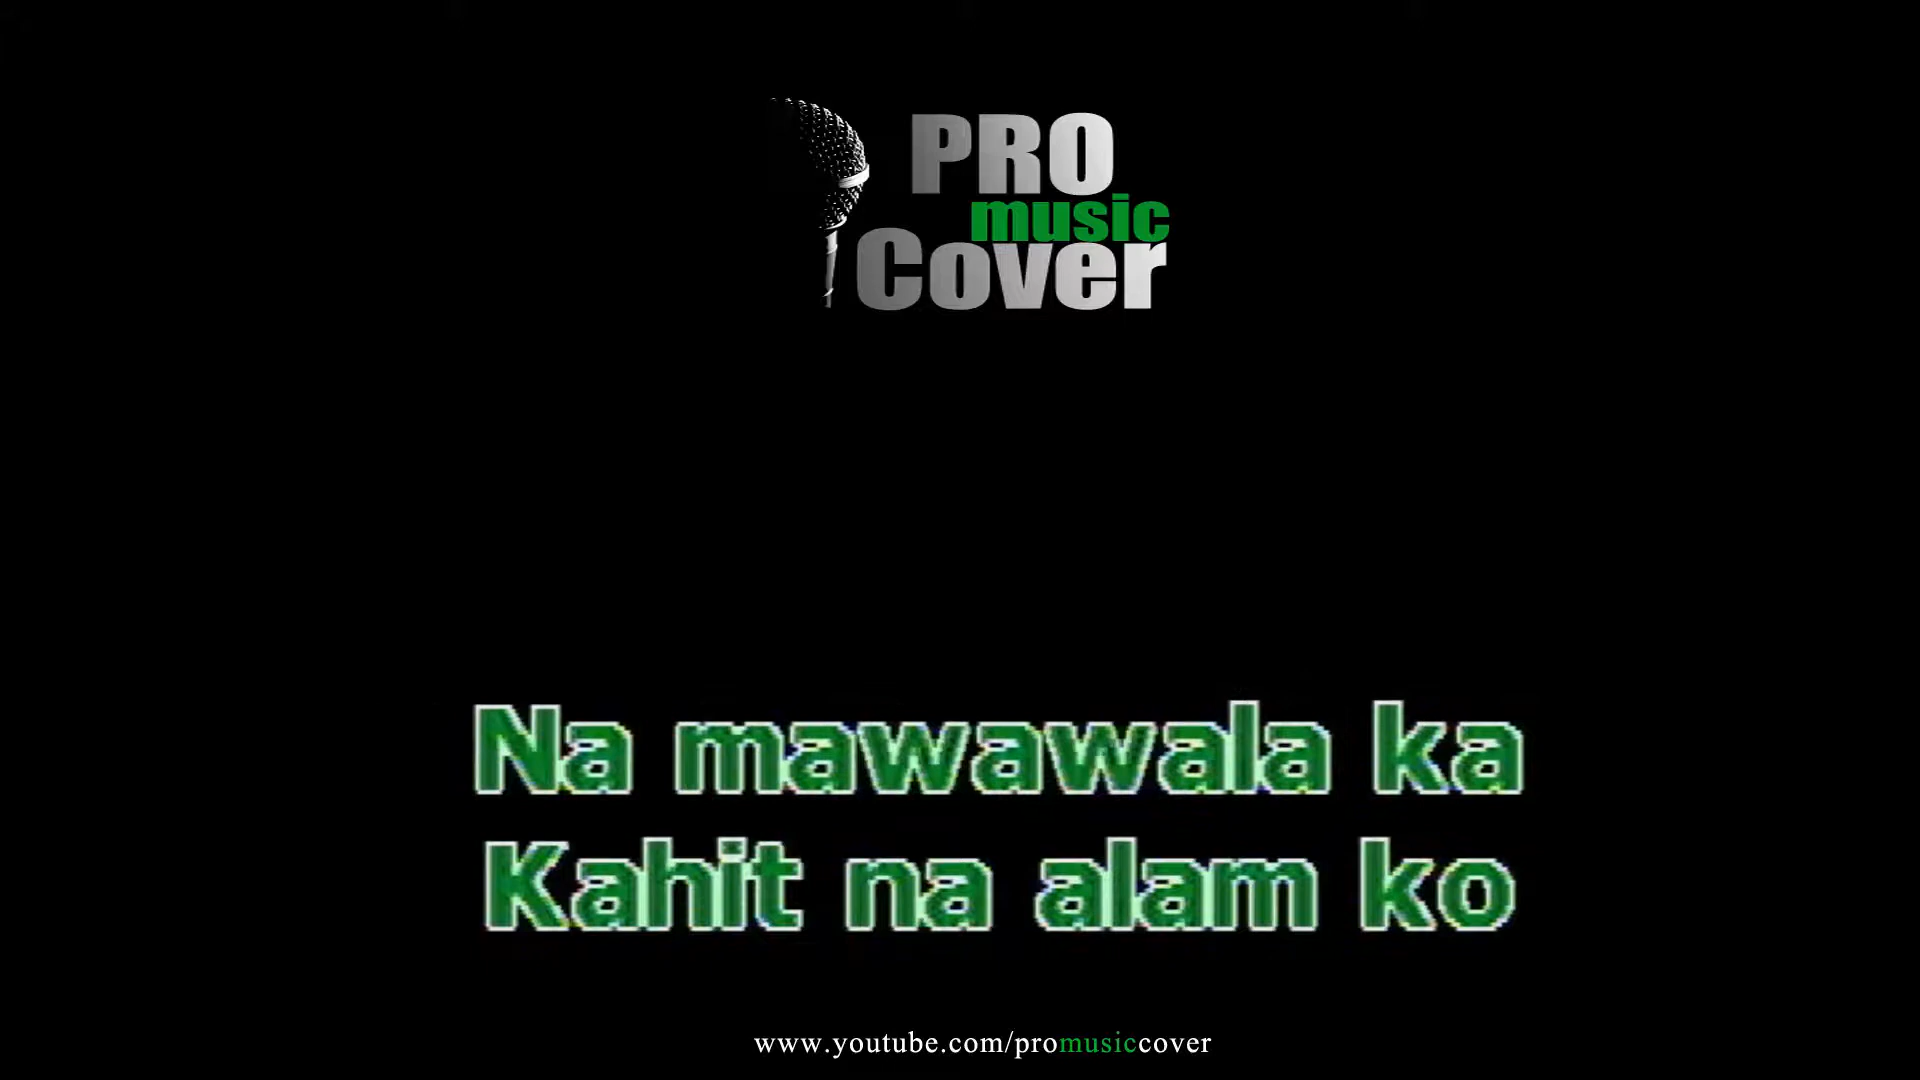 PRO
music
Cover
Na mawawala ka
Kahit na alam ko
www.youtube.com/promusiccover